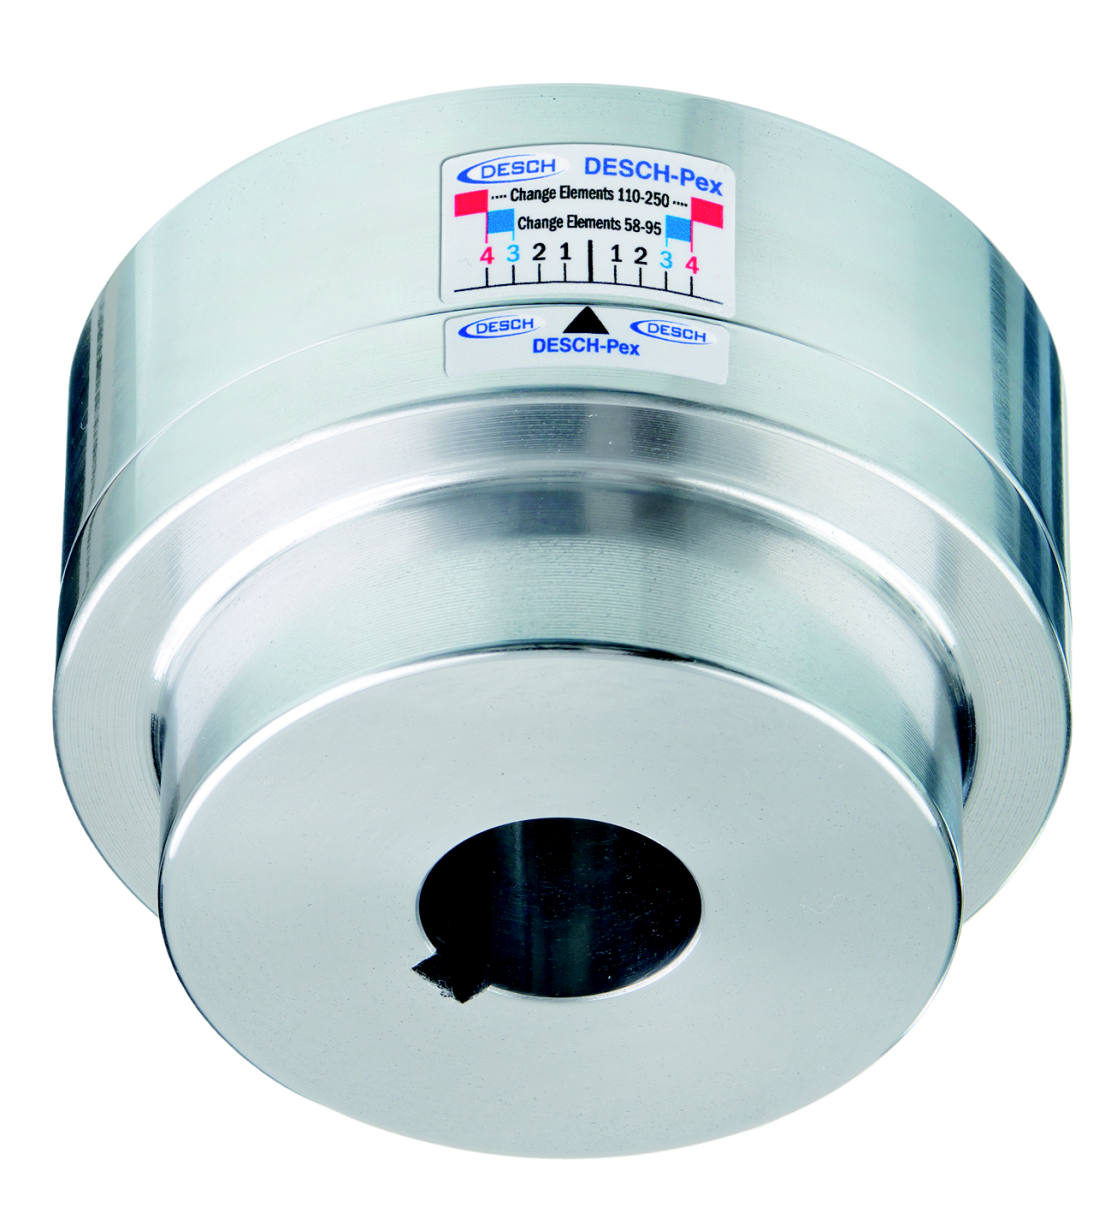 DESCH DESCH-Pex
Change Elements 110-250
Change Elements 58-95
4 3 2 1 1 2 3 4
DESCH DESCH
DESCH-Pex